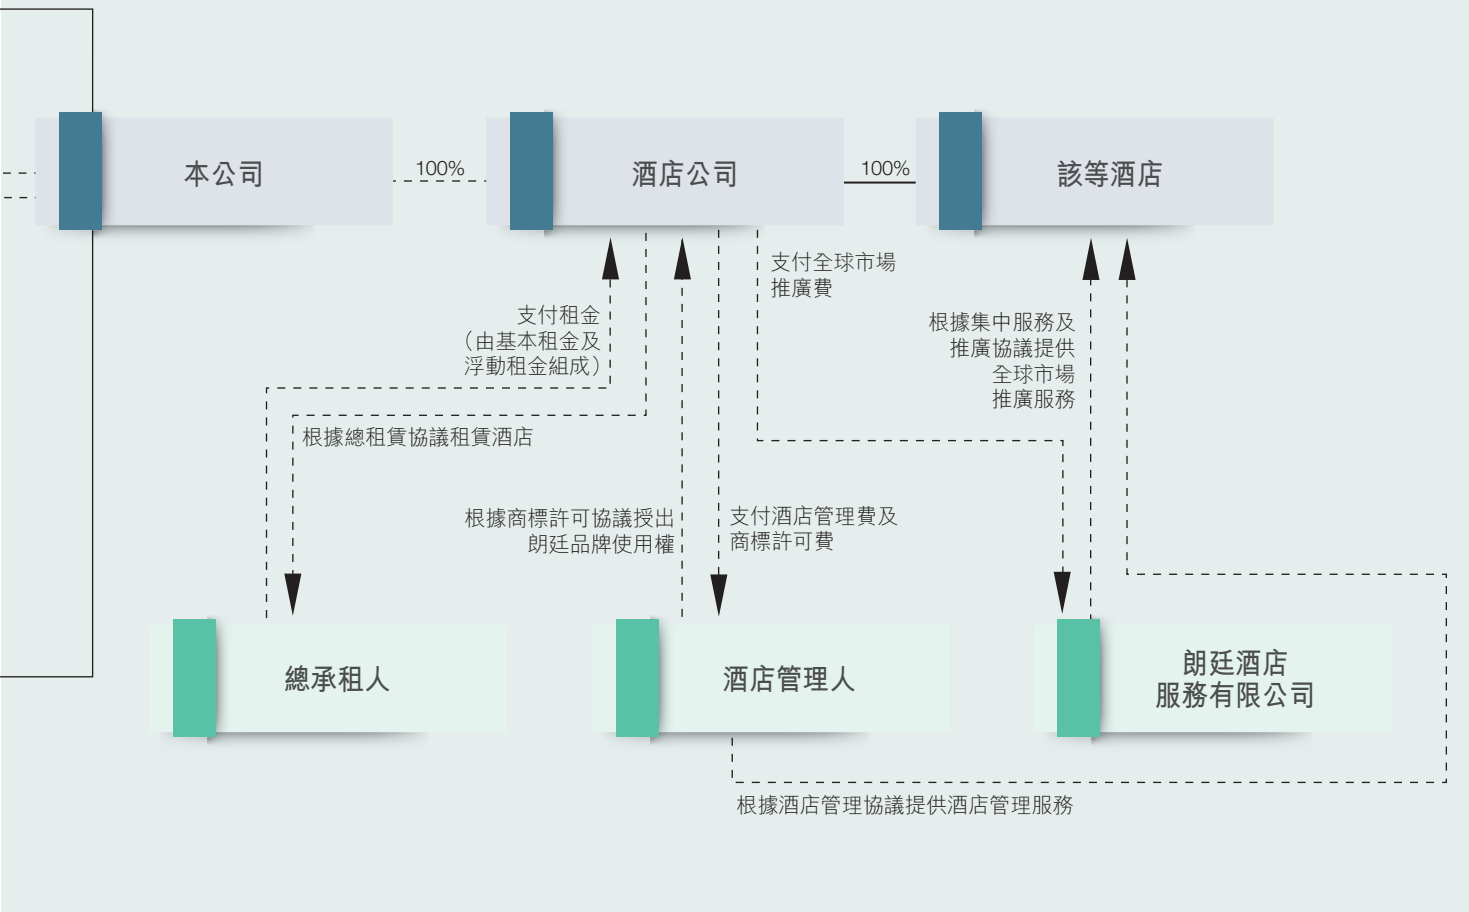 本公司
100%
酒店公司
100%
該等酒店
支付全球市場
推廣費
支付租金
（由基本租金及
浮動租金組成）
根據集中服務及
推廣協議提供
全球市場
推廣服務
根據總租賃協議租賃酒店
根據商標許可協議授出
朗廷品牌使用權
支付酒店管理費及
商標許可費
總承租人
酒店管理人
朗廷酒店
服務有限公司
根據酒店管理協議提供酒店管理服務